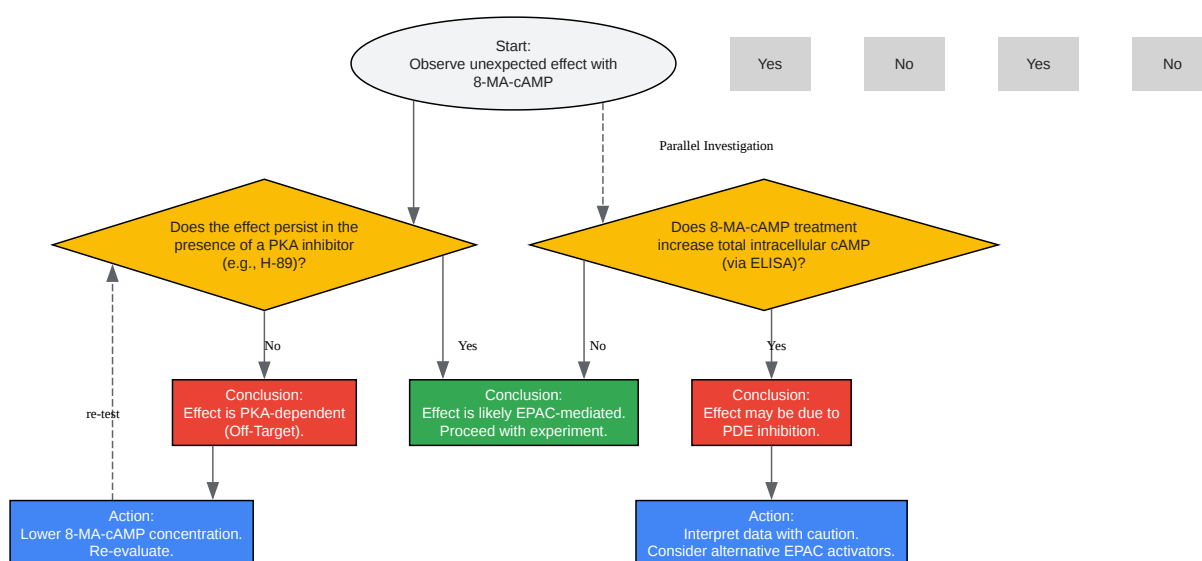 Start:
Observe unexpected effect with
8-MA-cAMP
Yes
No
Yes
No
Parallel Investigation
Does the effect persist in the
presence of a PKA inhibitor
(e.g., H-89)?
Does 8-MA-cAMP treatment
increase total intracellular cAMP
(via ELISA)?
No
Yes
No
Yes
Conclusion:
Effect is PKA-dependent
(Off-Target).
Conclusion:
Effect is likely EPAC-mediated.
Proceed with experiment.
Conclusion:
Effect may be due to
PDE inhibition.
re-test
Action:
Lower 8-MA-cAMP concentration.
Re-evaluate.
Action:
Interpret data with caution.
Consider alternative EPAC activators.